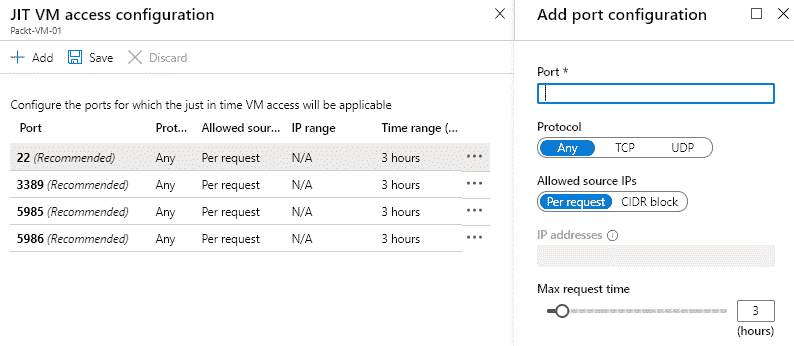 JIT VM access configuration
Packt-VM-01
Add Save Discard
Configure the ports for which the just in time VM access will be applicable
Port Prot... Allowed sour... IP range Time range (...
22 (Recommended) Any Per request N/A 3 hours ...
3389 (Recommended) Any Per request N/A 3 hours ...
5985 (Recommended) Any Per request N/A 3 hours ...
5986 (Recommended) Any Per request N/A 3 hours ...
Add port configuration
Port *
Protocol
Any TCP UDP
Allowed source IPs
Per request CIDR block
IP addresses
Max request time
3
(hours)